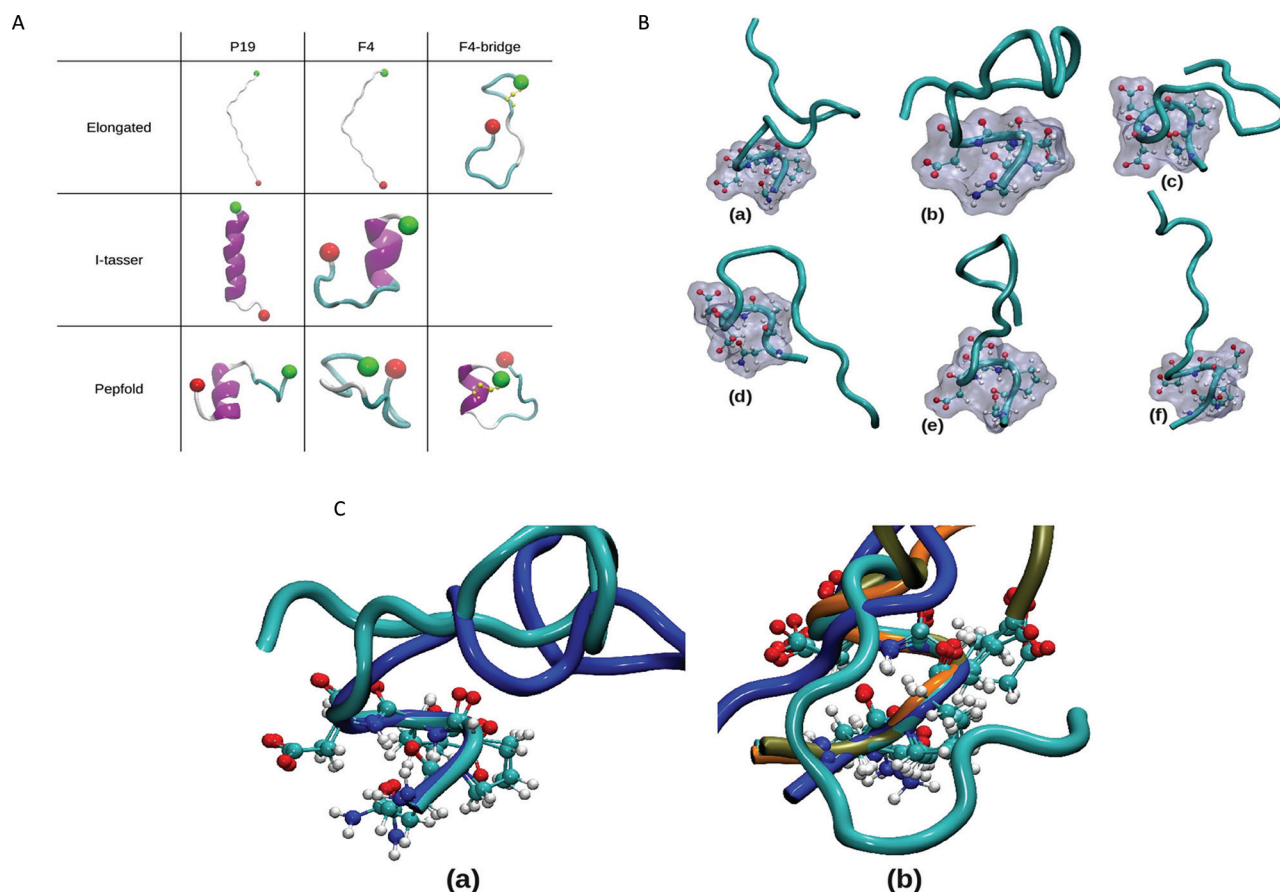 A
P19 F4 F4-bridge
Elongated
I-tasser
Pepfold
B
(a)
(b)
(c)
(d)
(e)
(f)
C
(a)
(b)